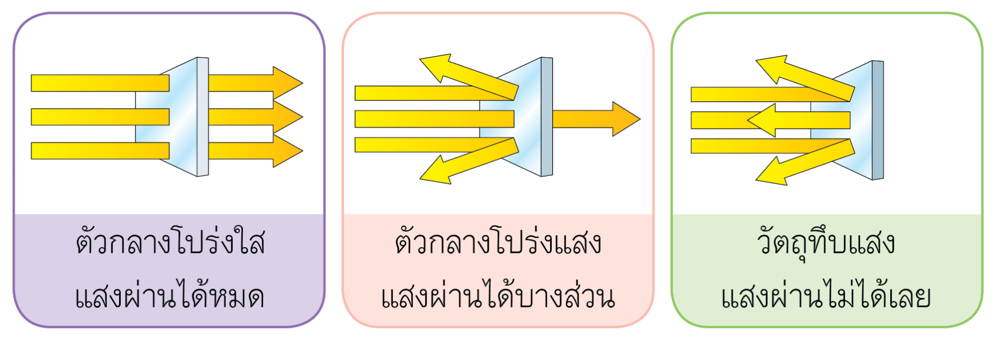 ตัวกลางโปร่งใส
แสงผ่านได้หมด
ตัวกลางโปร่งแสง
แสงผ่านได้บางส่วน
วัตถุทึบแสง
แสงผ่านไม่ได้เลย